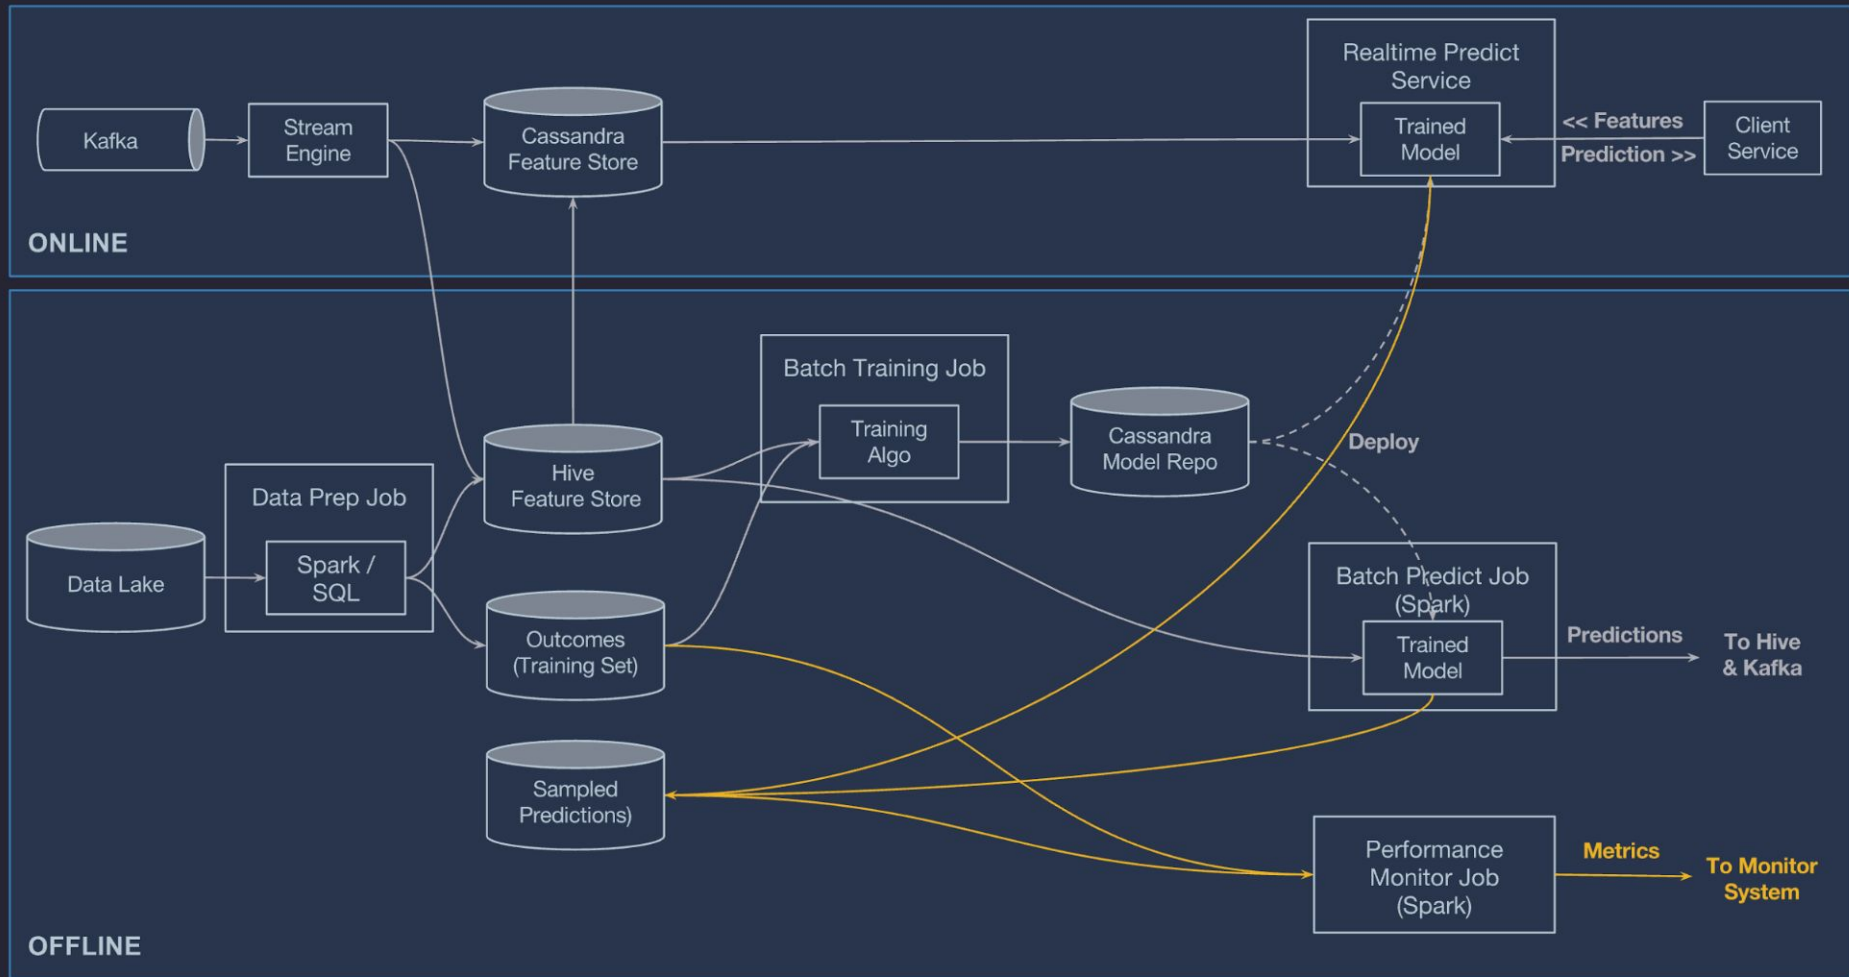 Realtime Predict
Service
Kafka
Stream
Engine
Cassandra
Feature Store
Trained
Model
<< Features
Prediction >>
Client
Service
ONLINE
Batch Training Job
Training
Algo
Cassandra
Model Repo
Deploy
Hive
Feature Store
Data Prep Job
Spark /
SQL
Data Lake
Outcomes
(Training Set)
Batch Predict Job
(Spark)
Trained
Model
Predictions
To Hive
& Kafka
Sampled
Predictions)
Performance
Monitor Job
(Spark)
Metrics
To Monitor
System
OFFLINE